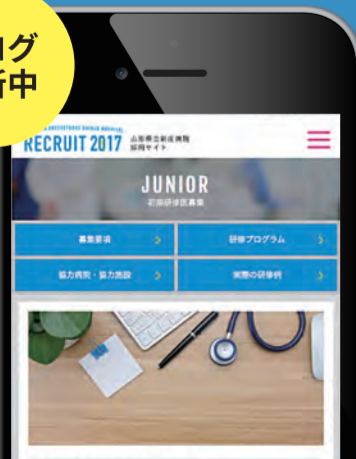 ログ
新中
RECRUIT 2017
山形県立新庄病院
採用サイト
JUNIOR
初期研修医募集
募集要項
研修プログラム
協力病院・協力施設
実際の研修例